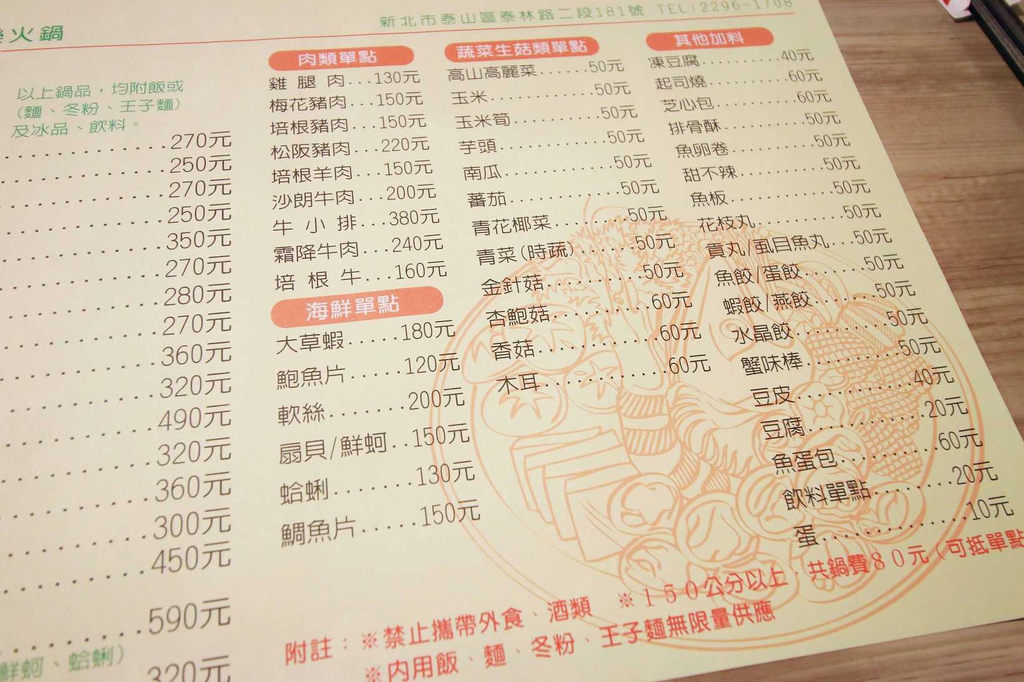 火鍋
新北市泰山區泰林路二段181號 TEL:2296-1708
以上鍋品，均附飯或
(麵、冬粉、王子麵)
及冰品、飲料。
270元
250元
270元
250元
350元
270元
280元
270元
360元
320元
490元
320元
360元
300元
450元
590元
鮮蚵、蛤蜊)
320元
肉類單點
雞腿肉...130元
梅花豬肉...150元
培根豬肉...150元
松阪豬肉...220元
培根羊肉...150元
沙朗牛肉...200元
牛小排...380元
霜降牛肉...240元
培根牛...160元
海鮮單點
大草蝦......180元
鮑魚片......120元
軟絲........200元
扇貝/鮮蚵..150元
蛤蜊........130元
鯛魚片......150元
蔬菜生菇類單點
高山高麗菜.......50元
玉米............50元
玉米筍..........50元
芋頭............50元
南瓜............50元
蕃茄............50元
青花椰菜........50元
青菜(時蔬)......50元
金針菇..........50元
杏鮑菇..........60元
香菇............60元
木耳............60元
其他加料
凍豆腐..........40元
起司燒..........60元
芝心包..........60元
排骨酥..........50元
魚卵卷..........50元
甜不辣..........50元
魚板............50元
花枝丸..........50元
貢丸/虱目魚丸...50元
魚餃/蛋餃.......50元
蝦餃/燕餃.......50元
水晶餃..........50元
蟹味棒..........50元
豆皮............40元
豆腐............20元
魚蛋包..........60元
飲料單點........20元
蛋..............10元
附註：※禁止攜帶外食、酒類 ※150公分以上，共鍋費80元(可抵單點
※內用飯、麵、冬粉、王子麵無限量供應